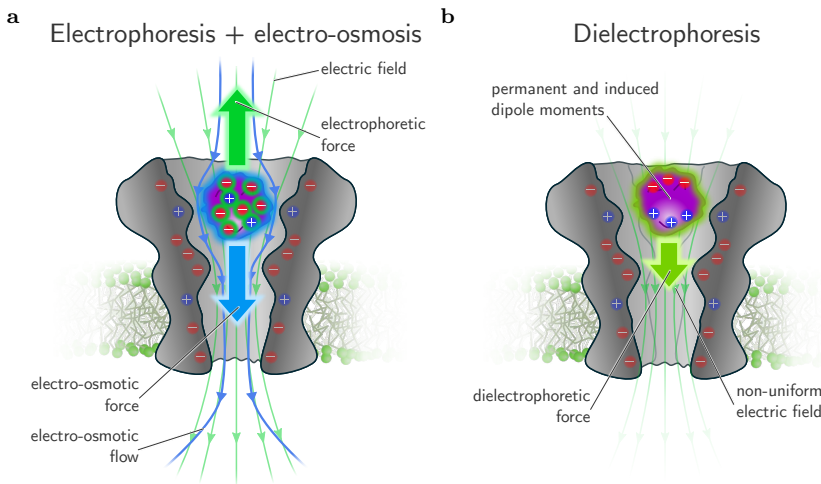 a
Electrophoresis + electro-osmosis
electric field
electrophoretic
force
electro-osmotic
force
electro-osmotic
flow
b
Dielectrophoresis
permanent and induced
dipole moments
dielectrophoretic
force
non-uniform
electric field